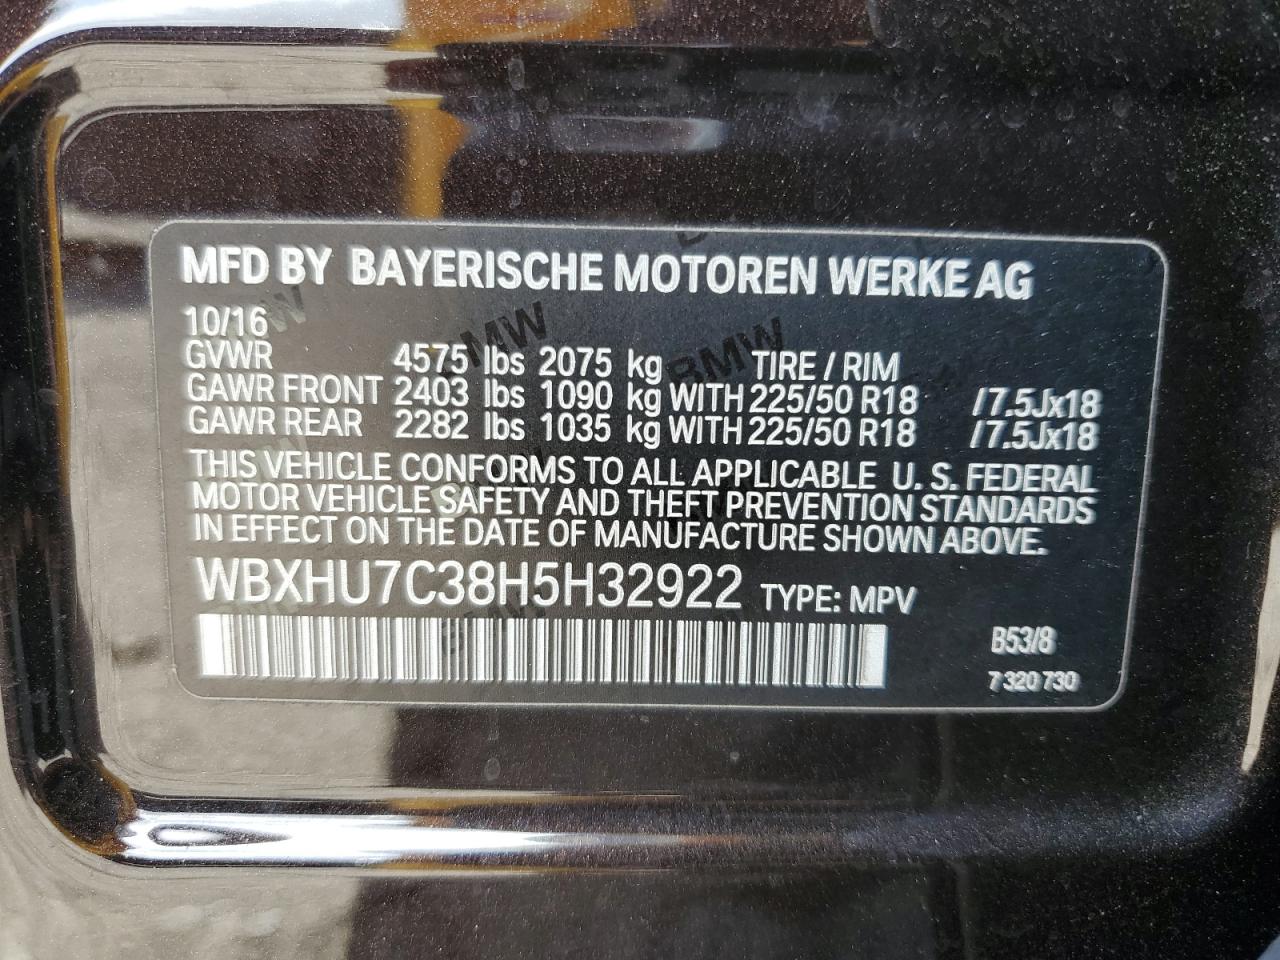 MFD BY BAYERISCHE MOTOREN WERKE AG
10/16
GVWR 4575 lbs 2075 kg TIRE / RIM
GAWR FRONT 2403 lbs 1090 kg WITH 225/50 R18 /7.5Jx18
GAWR REAR 2282 lbs 1035 kg WITH 225/50 R18 /7.5Jx18
THIS VEHICLE CONFORMS TO ALL APPLICABLE U. S. FEDERAL
MOTOR VEHICLE SAFETY AND THEFT PREVENTION STANDARDS
IN EFFECT ON THE DATE OF MANUFACTURE SHOWN ABOVE.
WBXHU7C38H5H32922 TYPE: MPV
B53/8
7 320 730
BMW
BMW